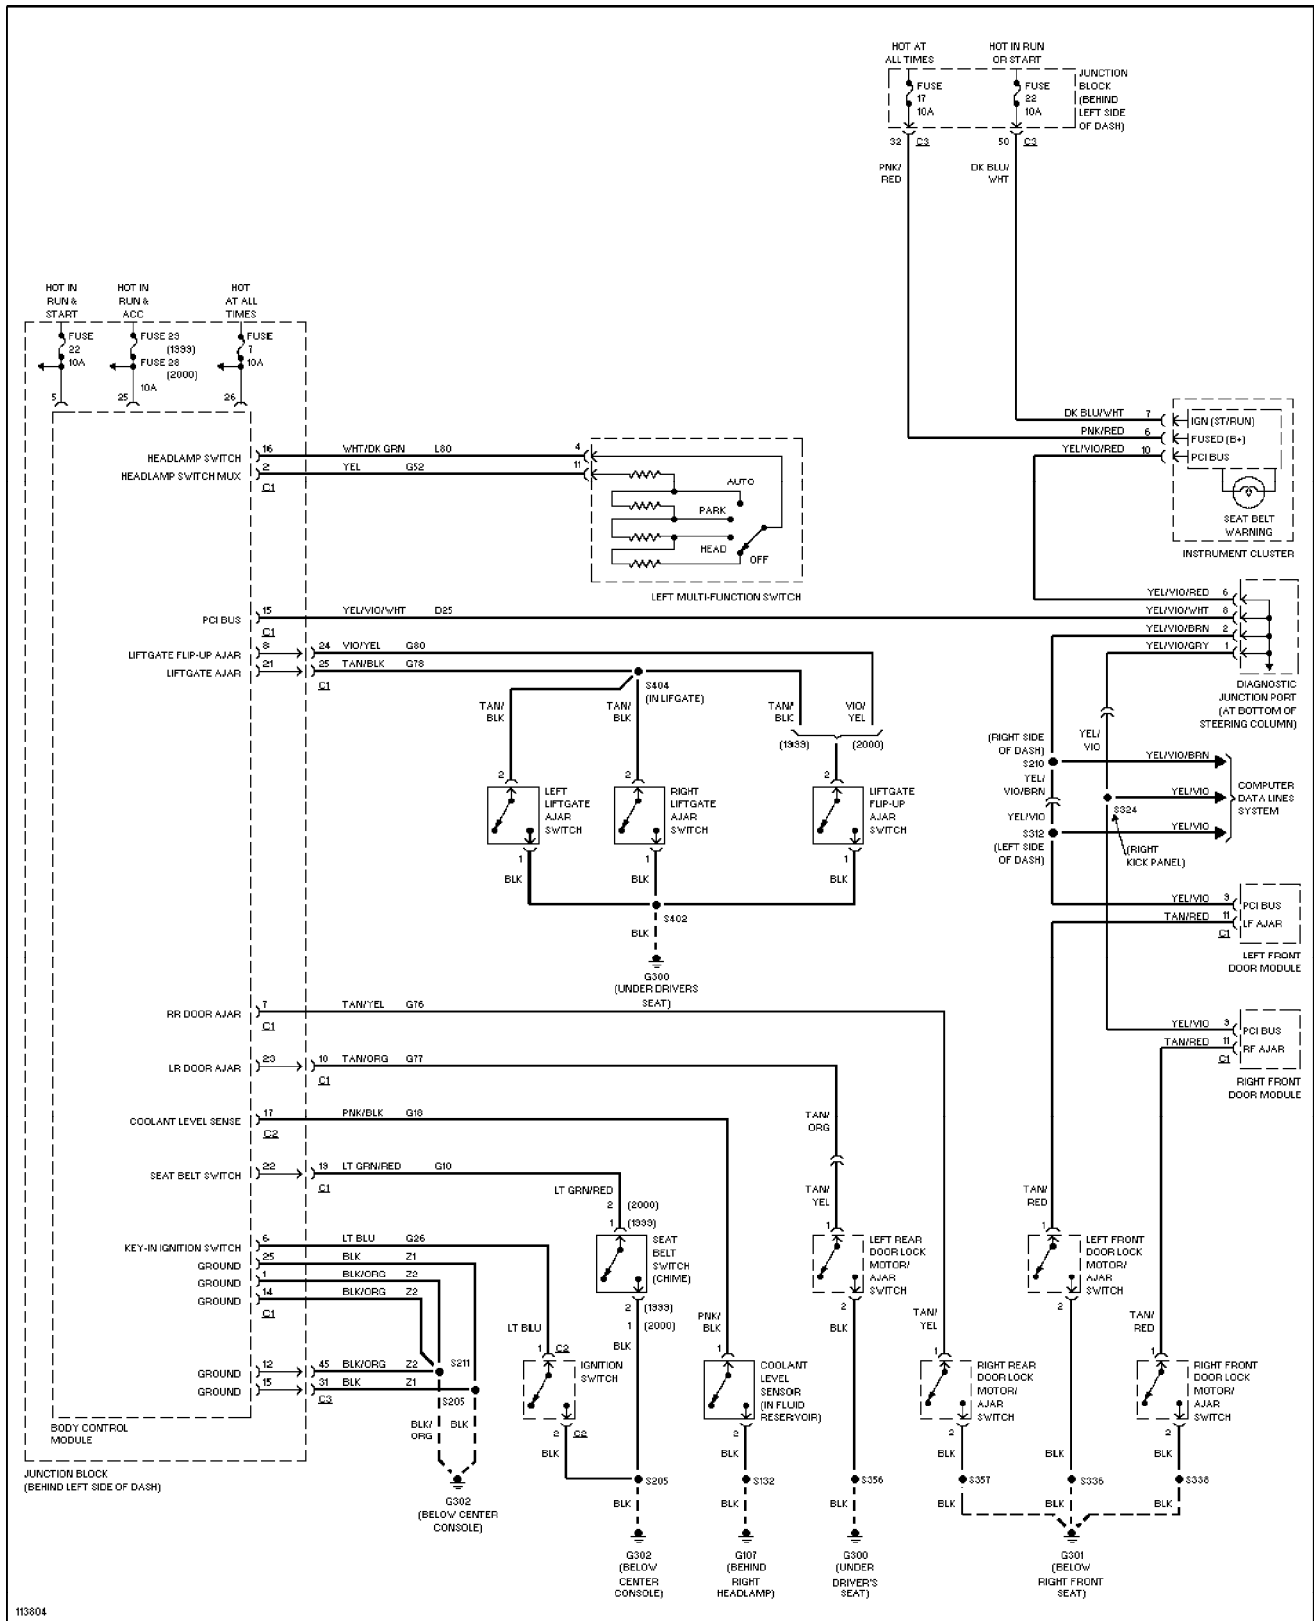 HOT AT
ALL TIMES
HOT IN RUN
OR START
FUSE
17
10A
FUSE
22
10A
JUNCTION
BLOCK
(BEHIND
LEFT SIDE
OF DASH)
32 C3
50 C3
PNK/
RED
DK BLU/
WHT
HOT IN
RUN &
START
HOT IN
RUN &
ACC
HOT
AT ALL
TIMES
FUSE
22
10A
FUSE 29
(1999)
FUSE 28
(2000)
10A
FUSE
7
10A
5
25
26
DK BLU/WHT 7
PNK/RED 6
YEL/VIO/RED 10
IGN (ST/RUN)
FUSED (B+)
PCI BUS
SEAT BELT
WARNING
INSTRUMENT CLUSTER
HEADLAMP SWITCH 16 WHT/DK GRN L80 4
HEADLAMP SWITCH MUX 2 YEL G52 11
C1
AUTO
PARK
HEAD
OFF
LEFT MULTI-FUNCTION SWITCH
YEL/VIO/RED 6
YEL/VIO/WHT 8
YEL/VIO/BRN 2
YEL/VIO/GRY 1
DIAGNOSTIC
JUNCTION PORT
(AT BOTTOM OF
STEERING COLUMN)
PCI BUS 15 YEL/VIO/WHT D25
C1
LIFTGATE FLIP-UP AJAR 8 24 VIO/YEL G80
LIFTGATE AJAR 21 25 TAN/BLK G78
C1
S404
(IN LIFGATE)
TAN/
BLK
TAN/
BLK
TAN/
BLK
VIO/
YEL
(1999)
(2000)
2
2
2
LEFT
LIFTGATE
AJAR
SWITCH
RIGHT
LIFTGATE
AJAR
SWITCH
LIFTGATE
FLIP-UP
AJAR
SWITCH
1
1
1
BLK
BLK
BLK
S402
BLK
G300
(UNDER DRIVERS
SEAT)
(RIGHT SIDE
OF DASH)
S210
YEL/
VIO
YEL/
VIO/BRN
YEL/VIO
S312
(LEFT SIDE
OF DASH)
S324
(RIGHT
KICK PANEL)
YEL/VIO/BRN
YEL/VIO
YEL/VIO
COMPUTER
DATA LINES
SYSTEM
YEL/VIO 9
TAN/RED 11
C1
PCI BUS
LF AJAR
LEFT FRONT
DOOR MODULE
YEL/VIO 9
TAN/RED 11
C1
PCI BUS
RF AJAR
RIGHT FRONT
DOOR MODULE
RR DOOR AJAR 7 TAN/YEL G76
C1
LR DOOR AJAR 23 10 TAN/ORG G77
C1
COOLANT LEVEL SENSE 17 PNK/BLK G18
C2
SEAT BELT SWITCH 22 19 LT GRN/RED G10
C1
KEY-IN IGNITION SWITCH 6 LT BLU G26
GROUND 25 BLK Z1
GROUND 1 BLK/ORG Z2
GROUND 14 BLK/ORG Z2
C1
GROUND 12 45 BLK/ORG Z2
GROUND 15 31 BLK Z1
C3
S211
S205
BLK/
ORG
BLK
G302
(BELOW CENTER
CONSOLE)
BODY CONTROL
MODULE
JUNCTION BLOCK
(BEHIND LEFT SIDE OF DASH)
LT GRN/RED
2 (2000)
1 (1999)
SEAT
BELT
SWITCH
(CHIME)
2 (1999)
1 (2000)
BLK
LT BLU
1 C2
IGNITION
SWITCH
2 C2
BLK
S205
BLK
G302
(BELOW
CENTER
CONSOLE)
PNK/
BLK
1
COOLANT
LEVEL
SENSOR
(IN FLUID
RESERVOIR)
2
BLK
S132
BLK
G107
(BEHIND
RIGHT
HEADLAMP)
TAN/
ORG
TAN/
YEL
1
LEFT REAR
DOOR LOCK
MOTOR/
AJAR
SWITCH
2
BLK
S356
BLK
G300
(UNDER
DRIVER'S
SEAT)
TAN/
YEL
1
RIGHT REAR
DOOR LOCK
MOTOR/
AJAR
SWITCH
2
BLK
S357
BLK
TAN/
RED
1
LEFT FRONT
DOOR LOCK
MOTOR/
AJAR
SWITCH
2
BLK
S336
BLK
TAN/
RED
1
RIGHT FRONT
DOOR LOCK
MOTOR/
AJAR
SWITCH
2
BLK
S338
BLK
G301
(BELOW
RIGHT FRONT
SEAT)
113804